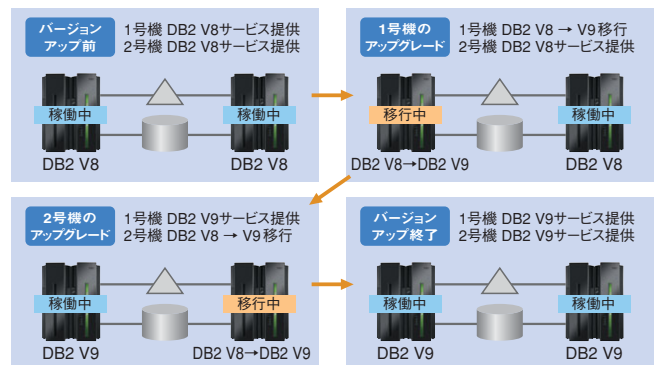 バージョン
アップ前
1号機 DB2 V8サービス提供
2号機 DB2 V8サービス提供
稼働中
稼働中
DB2 V8
DB2 V8
1号機の
アップグレード
1号機 DB2 V8 → V9移行
2号機 DB2 V8サービス提供
移行中
稼働中
DB2 V8→DB2 V9
DB2 V8
2号機の
アップグレード
1号機 DB2 V9サービス提供
2号機 DB2 V8 → V9移行
稼働中
移行中
DB2 V9
DB2 V8→DB2 V9
バージョン
アップ終了
1号機 DB2 V9サービス提供
2号機 DB2 V9サービス提供
稼働中
稼働中
DB2 V9
DB2 V9